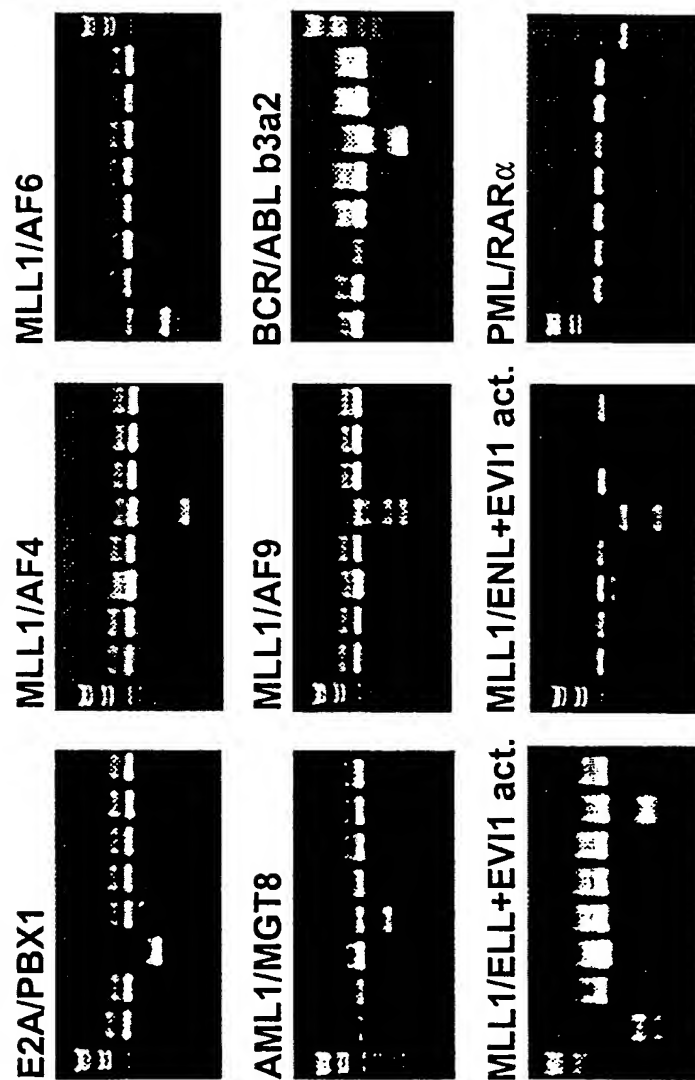 E2A/PBX1
MLL1/AF4
MLL1/AF6
AML1/MGT8
MLL1/AF9
BCR/ABL b3a2
MLL1/ELL+EVI1 act.
MLL1/ENL+EVI1 act.
PML/RARα